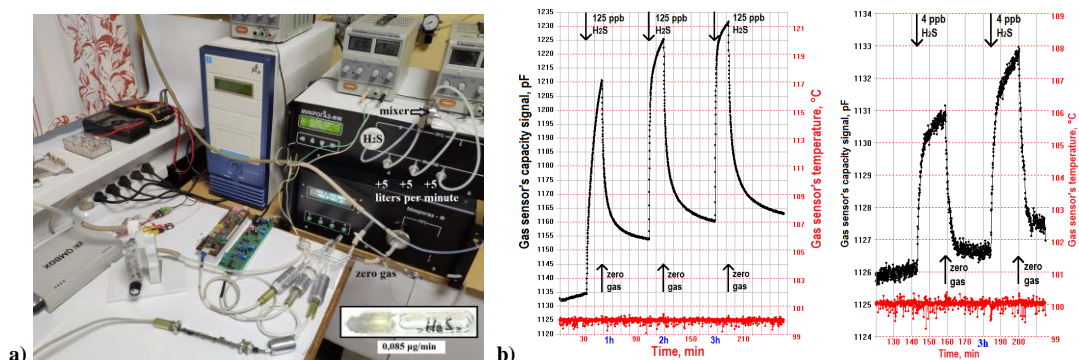 a)
QMBOX
МИКРОГАЗ-ФМ
mixer
H₂S
+5 +5 +5
liters per minute
Микрогаз - Ф
zero gas
H₂S
0,085 µg/min
b)
Gas sensor's capacity signal, pF
1235
1230
1225
1220
1215
1210
1205
1200
1195
1190
1185
1180
1175
1170
1165
1160
1155
1150
1145
1140
1135
1130
1125
1120
125 ppb
H₂S
125 ppb
H₂S
125 ppb
H₂S
zero
gas
zero
gas
zero
gas
121
119
117
115
113
111
109
107
105
103
101
99
Gas sensor's temperature, °C
30 1h 90 2h 150 3h 210
Time, min
Gas sensor's capacity signal, pF
1134
1133
1132
1131
1130
1129
1128
1127
1126
1125
1124
4 ppb
H₂S
4 ppb
H₂S
zero
gas
zero
gas
109
108
107
106
105
104
103
102
101
100
99
Gas sensor's temperature, °C
130 140 150 160 170 3h 190 200 210
Time, min